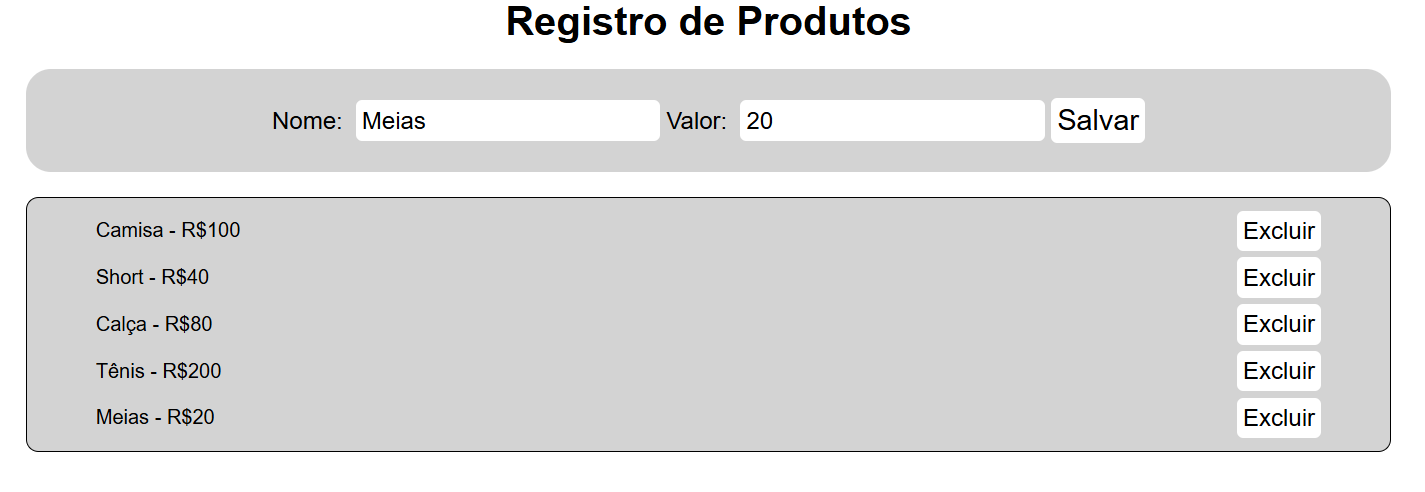 Registro de Produtos
Nome: Meias Valor: 20 Salvar
Camisa - R$100 Excluir
Short - R$40 Excluir
Calça - R$80 Excluir
Tênis - R$200 Excluir
Meias - R$20 Excluir